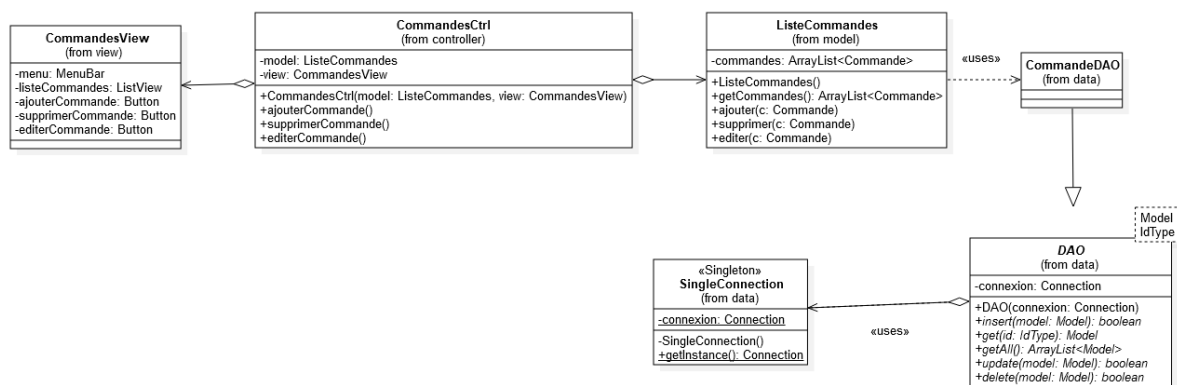 CommandesView
(from view)
-menu: MenuBar
-listeCommandes: ListView
-ajouterCommande: Button
-supprimerCommande: Button
-editerCommande: Button
CommandesCtrl
(from controller)
-model: ListeCommandes
-view: CommandesView
+CommandesCtrl(model: ListeCommandes, view: CommandesView)
+ajouterCommande()
+supprimerCommande()
+editerCommande()
ListeCommandes
(from model)
-commandes: ArrayList<Commande>
+ListeCommandes()
+getCommandes(): ArrayList<Commande>
+ajouter(c: Commande)
+supprimer(c: Commande)
+editer(c: Commande)
«uses»
CommandeDAO
(from data)
Model
IdType
DAO
(from data)
-connexion: Connection
+DAO(connexion: Connection)
+insert(model: Model): boolean
+get(id: IdType): Model
+getAll(): ArrayList<Model>
+update(model: Model): boolean
+delete(model: Model): boolean
«uses»
«Singleton»
SingleConnection
(from data)
-connexion: Connection
-SingleConnection()
+getInstance(): Connection